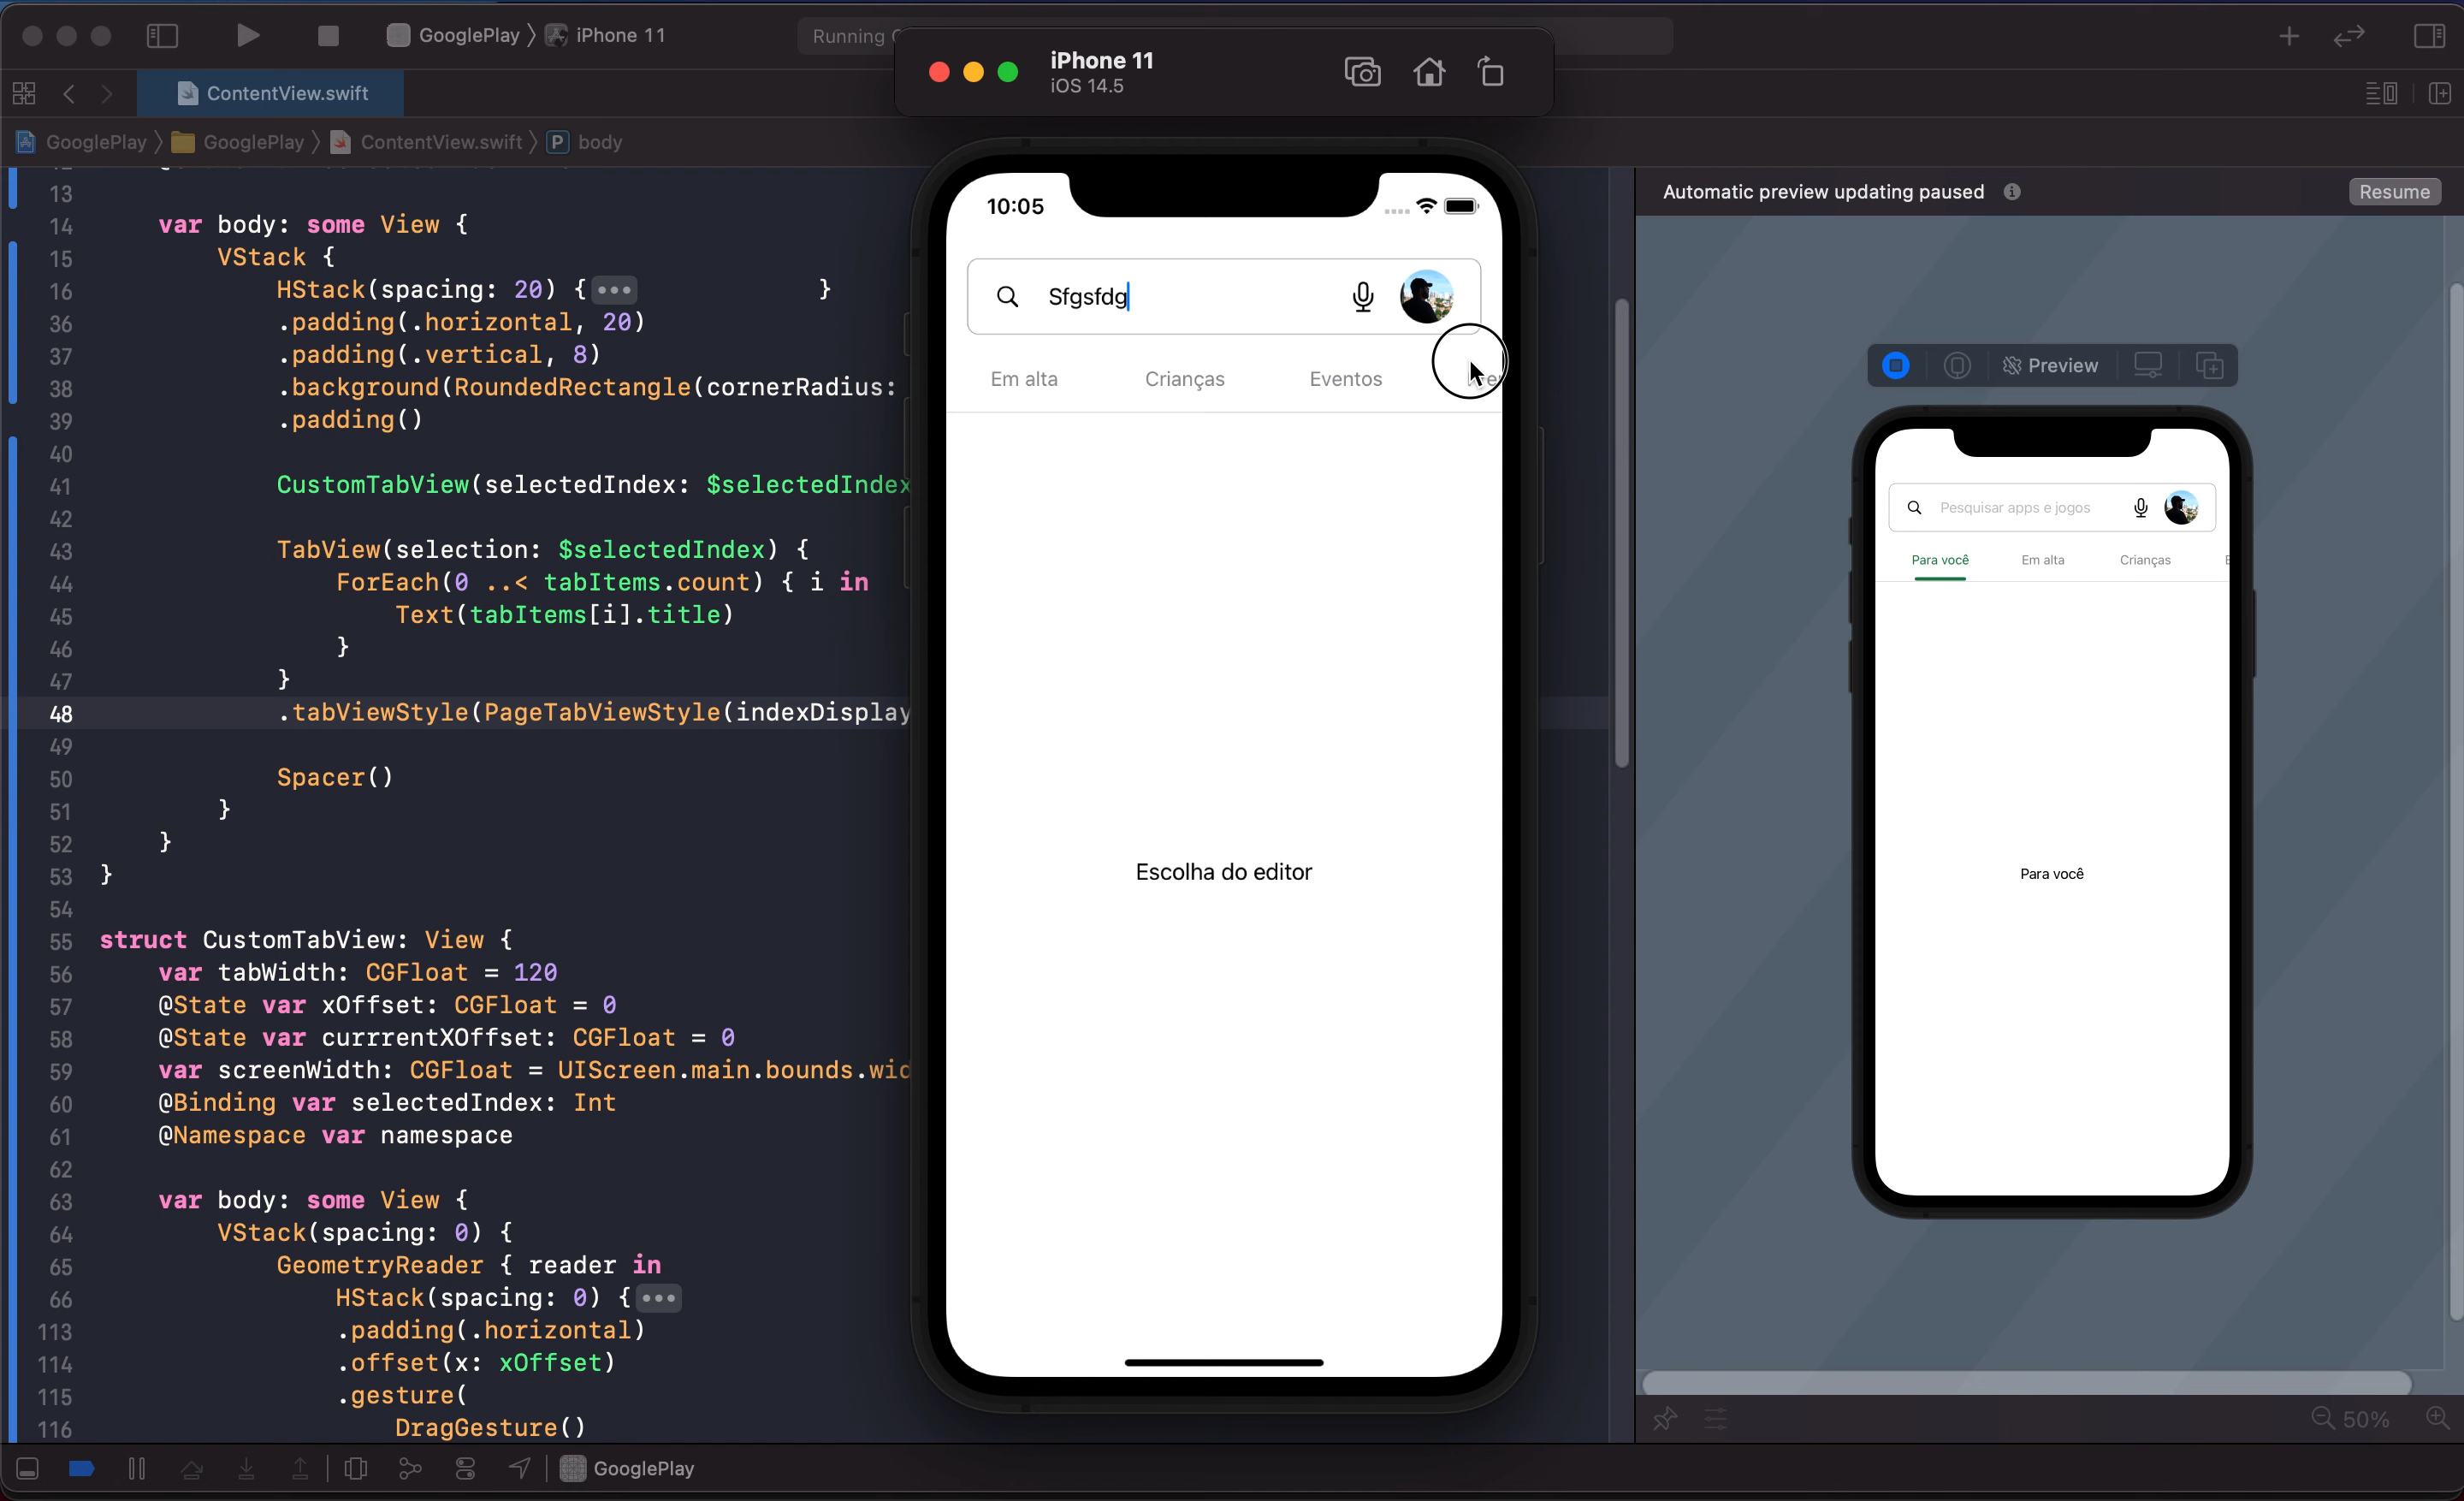 GooglePlay 〉 iPhone 11
Running
iPhone 11
iOS 14.5
ContentView.swift
GooglePlay 〉 GooglePlay 〉 ContentView.swift 〉 P body
13
14 var body: some View {
15 VStack {
16 HStack(spacing: 20) {••• }
36 .padding(.horizontal, 20)
37 .padding(.vertical, 8)
38 .background(RoundedRectangle(cornerRadius:
39 .padding()
40
41 CustomTabView(selectedIndex: $selectedIndex
42
43 TabView(selection: $selectedIndex) {
44 ForEach(0 ..< tabItems.count) { i in
45 Text(tabItems[i].title)
46 }
47 }
48 .tabViewStyle(PageTabViewStyle(indexDisplay
49
50 Spacer()
51 }
52 }
53 }
54
55 struct CustomTabView: View {
56 var tabWidth: CGFloat = 120
57 @State var xOffset: CGFloat = 0
58 @State var currrentXOffset: CGFloat = 0
59 var screenWidth: CGFloat = UIScreen.main.bounds.wid
60 @Binding var selectedIndex: Int
61 @Namespace var namespace
62
63 var body: some View {
64 VStack(spacing: 0) {
65 GeometryReader { reader in
66 HStack(spacing: 0) {•••
113 .padding(.horizontal)
114 .offset(x: xOffset)
115 .gesture(
116 DragGesture()
10:05
Sfgsfdg
Em alta Crianças Eventos
Escolha do editor
Automatic preview updating paused
Resume
Preview
Pesquisar apps e jogos
Para você Em alta Crianças E
Para você
50%
GooglePlay